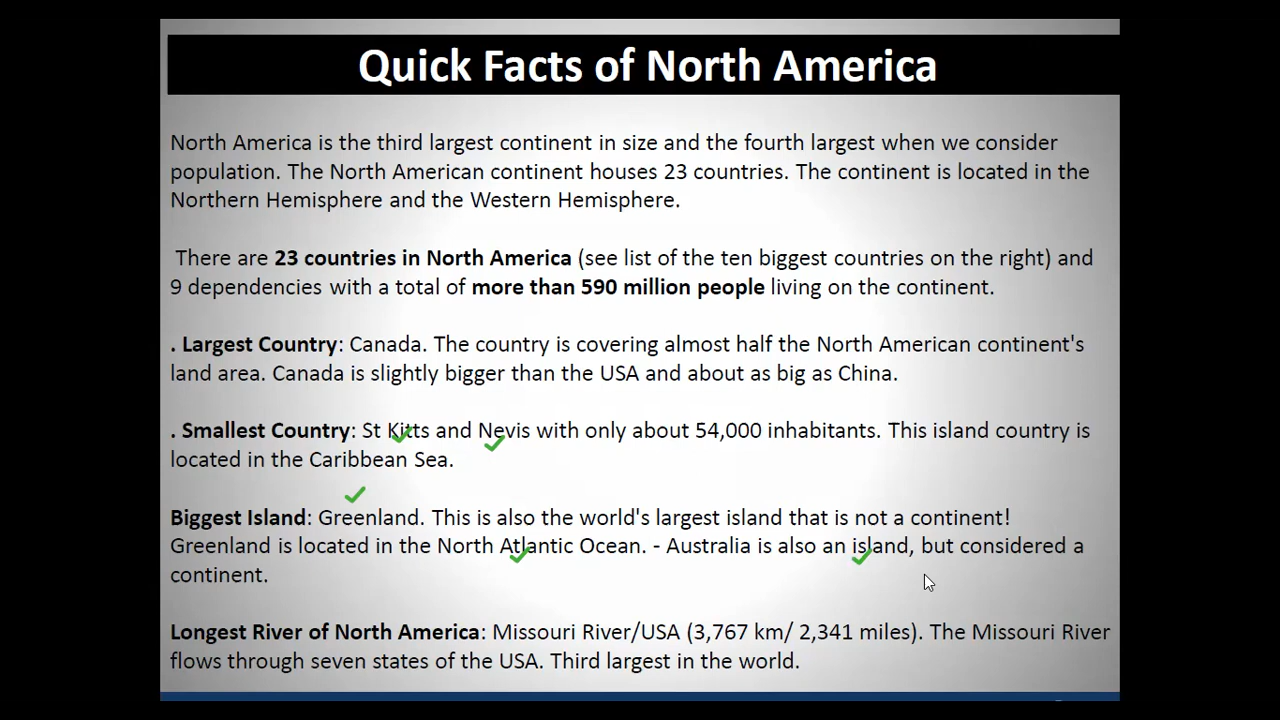 Quick Facts of North America
North America is the third largest continent in size and the fourth largest when we consider
population. The North American continent houses 23 countries. The continent is located in the
Northern Hemisphere and the Western Hemisphere.
There are 23 countries in North America (see list of the ten biggest countries on the right) and
9 dependencies with a total of more than 590 million people living on the continent.
. Largest Country: Canada. The country is covering almost half the North American continent's
land area. Canada is slightly bigger than the USA and about as big as China.
. Smallest Country: St Kitts and Nevis with only about 54,000 inhabitants. This island country is
located in the Caribbean Sea.
Biggest Island: Greenland. This is also the world's largest island that is not a continent!
Greenland is located in the North Atlantic Ocean. - Australia is also an island, but considered a
continent.
Longest River of North America: Missouri River/USA (3,767 km/ 2,341 miles). The Missouri River
flows through seven states of the USA. Third largest in the world.